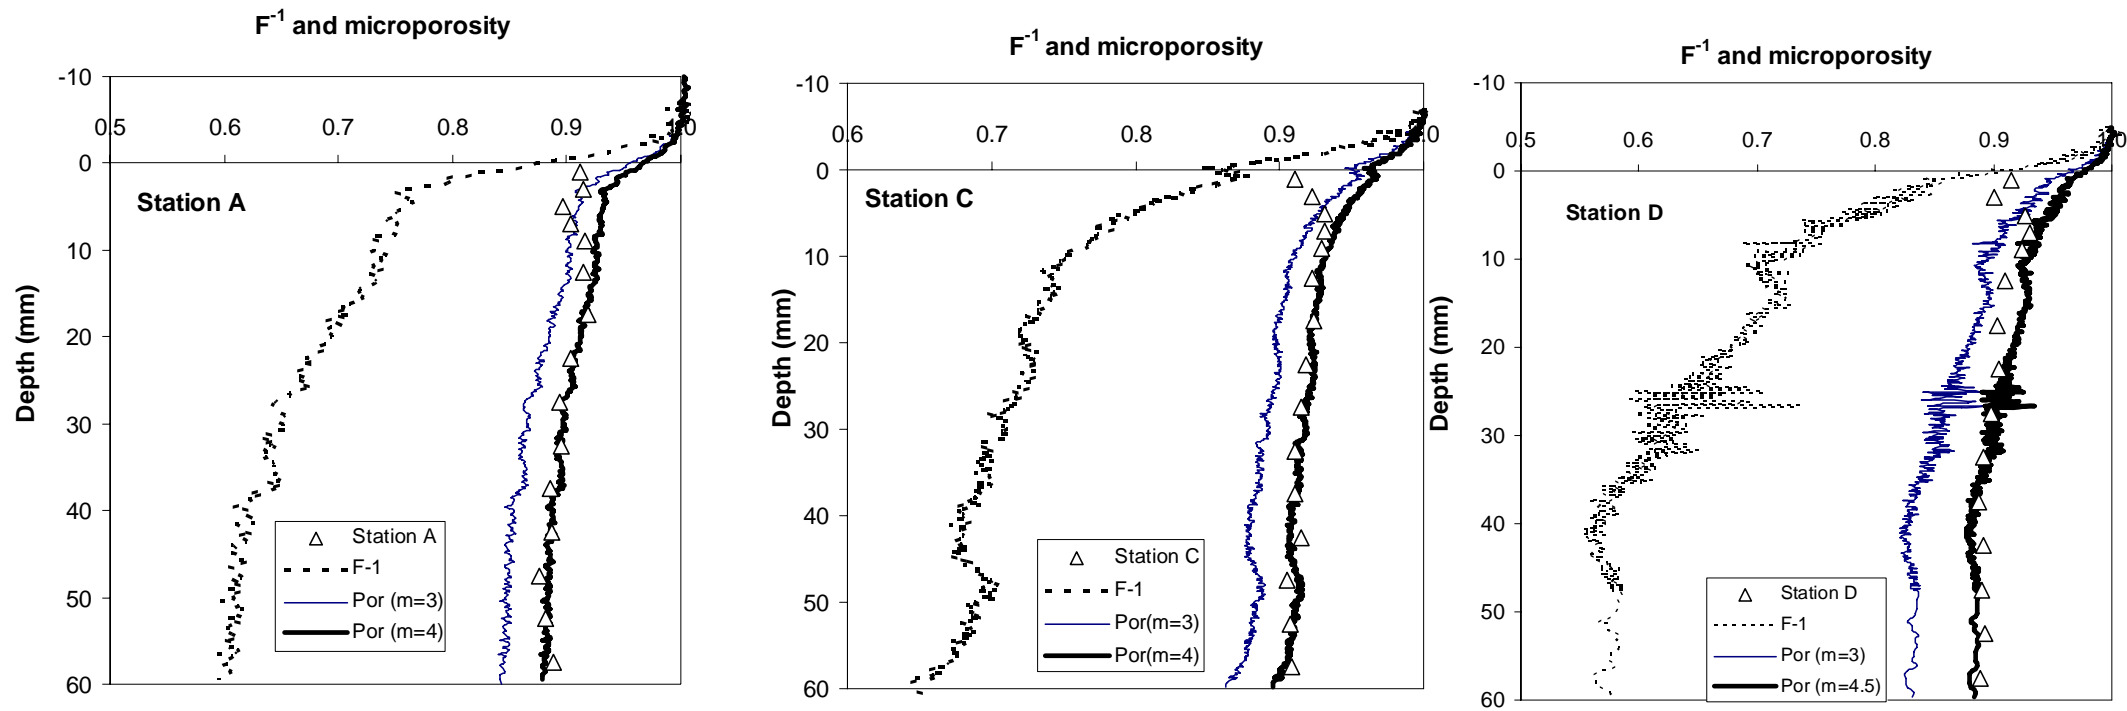 F-1 and microporosity
-10
0.5 0.6 0.7 0.8 0.9 1.0
0
Station A
10
20
30
40
50
60
Depth (mm)
Station A
F-1
Por (m=3)
Por (m=4)
F-1 and microporosity
-10
0.6 0.7 0.8 0.9 1.0
0
Station C
10
20
30
40
50
60
Depth (mm)
Station C
F-1
Por(m=3)
Por(m=4)
F-1 and microporosity
-10
0.5 0.6 0.7 0.8 0.9 1.0
0
Station D
10
20
30
40
50
60
Depth (mm)
Station D
F-1
Por (m=3)
Por (m=4.5)